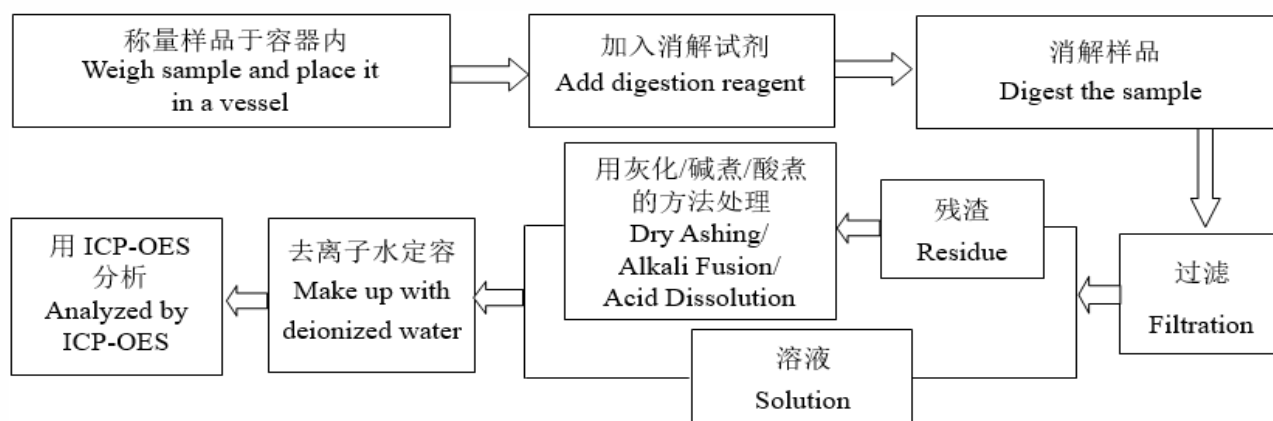 称量样品于容器内
Weigh sample and place it
in a vessel
加入消解试剂
Add digestion reagent
消解样品
Digest the sample
过滤
Filtration
残渣
Residue
用灰化/碱煮/酸煮
的方法处理
Dry Ashing/
Alkali Fusion/
Acid Dissolution
溶液
Solution
去离子水定容
Make up with
deionized water
用 ICP-OES
分析
Analyzed by
ICP-OES